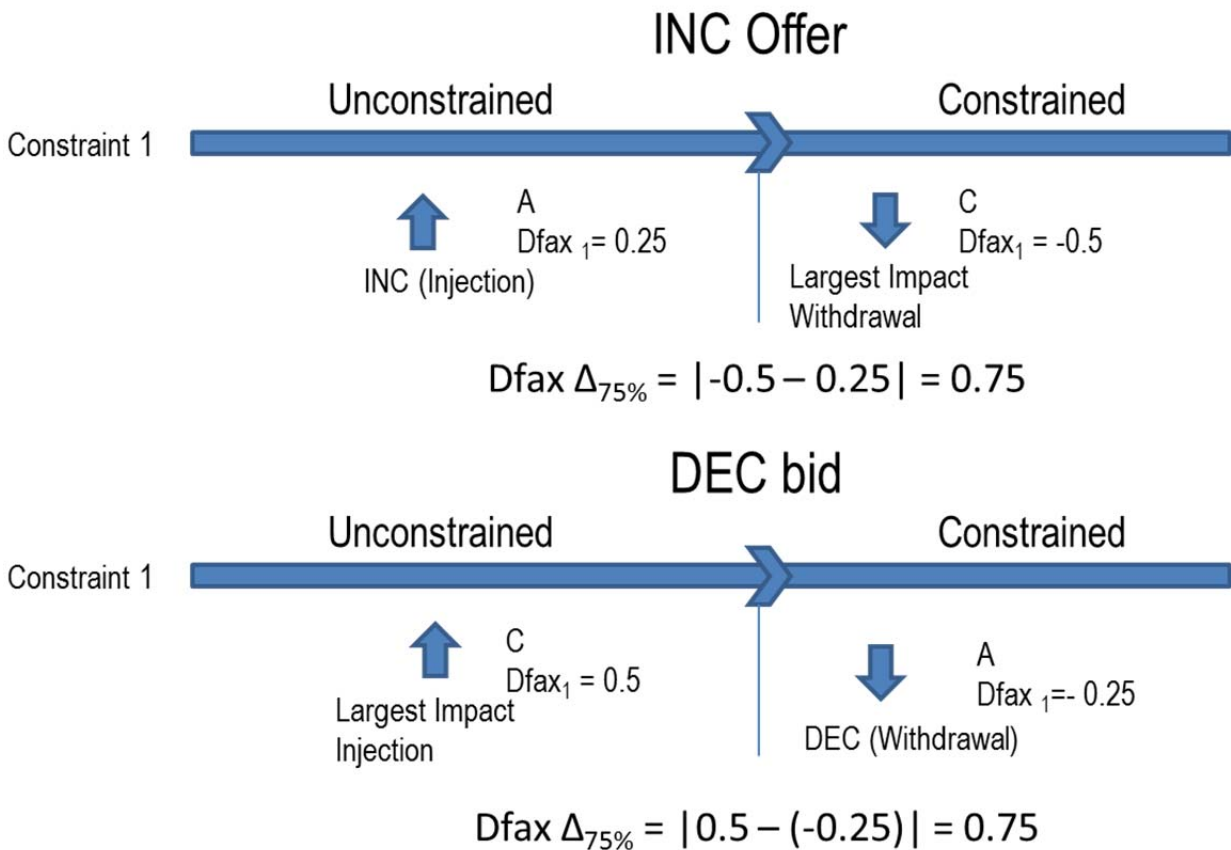 INC Offer
Unconstrained Constrained
Constraint 1
A
Dfax ₁= 0.25
INC (Injection)
C
Dfax₁ = -0.5
Largest Impact
Withdrawal
Dfax Δ₇₅% = |-0.5 – 0.25| = 0.75
DEC bid
Unconstrained Constrained
Constraint 1
C
Dfax₁ = 0.5
Largest Impact
Injection
A
Dfax ₁=- 0.25
DEC (Withdrawal)
Dfax Δ₇₅% = |0.5 – (-0.25)| = 0.75